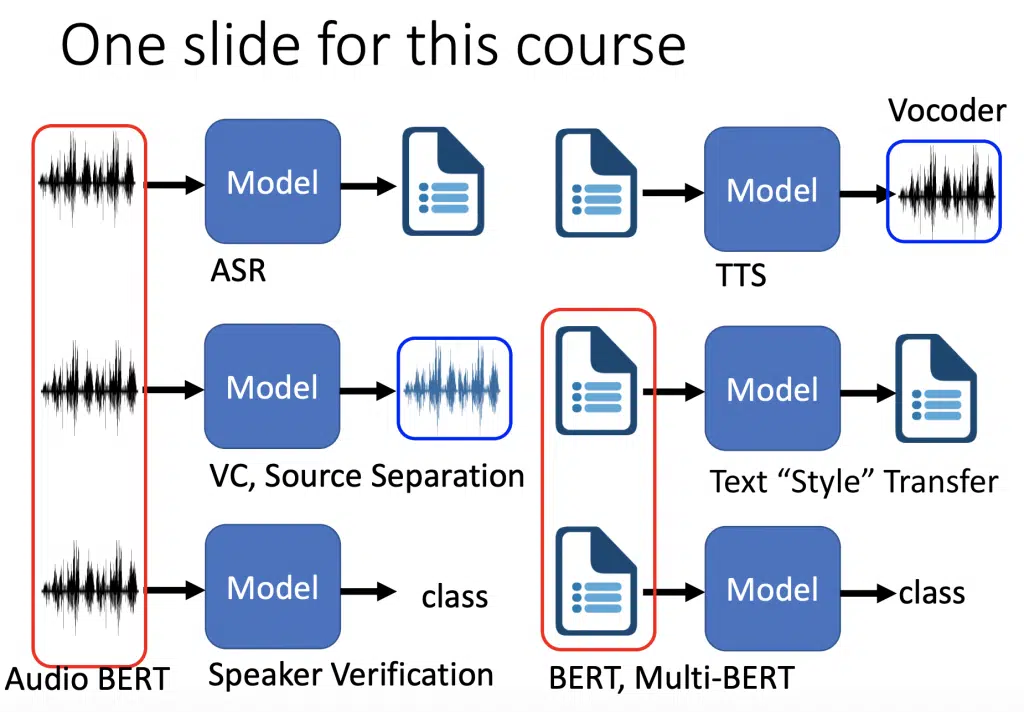 One slide for this course
Vocoder
Model
Model
ASR
TTS
Model
Model
VC, Source Separation
Text “Style” Transfer
Model
class
Model
class
Audio BERT
Speaker Verification
BERT, Multi-BERT